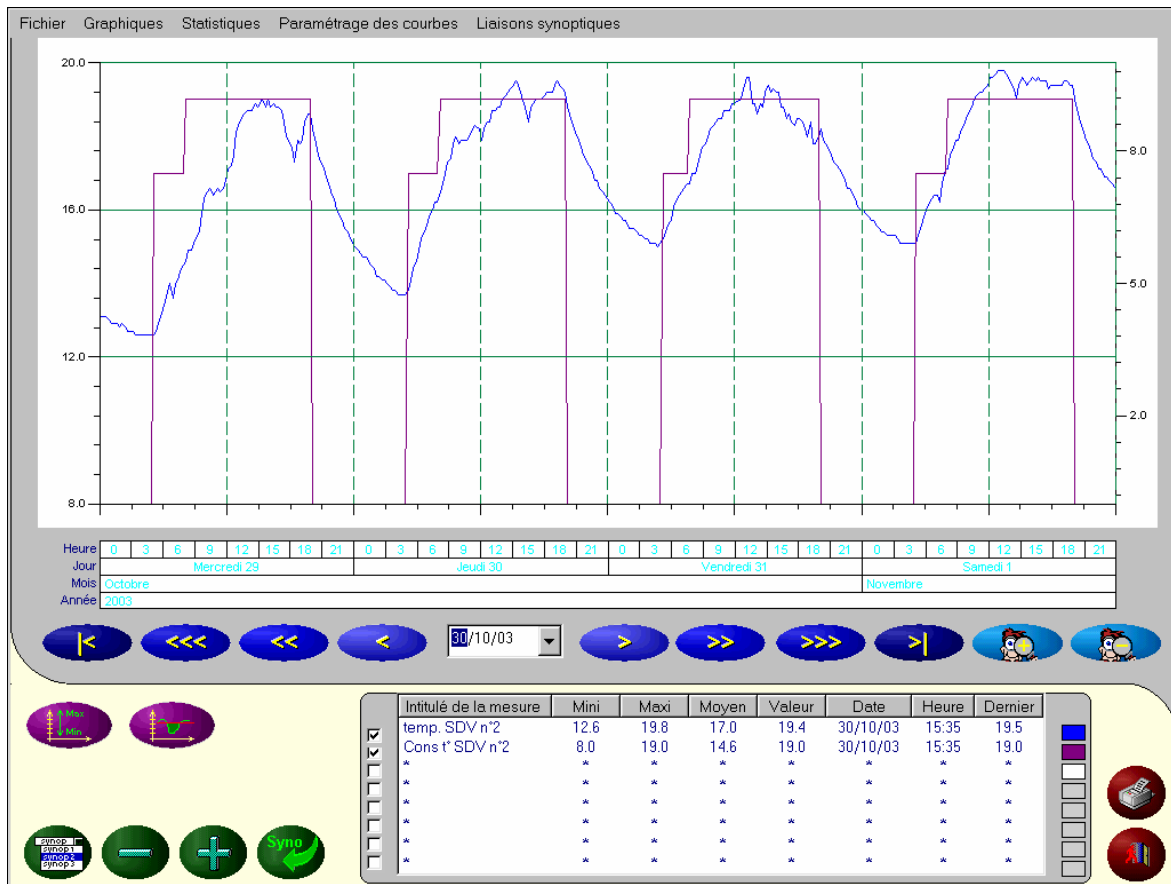 Fichier Graphiques Statistiques Paramétrage des courbes Liaisons synoptiques
20.0
8.0
16.0
5.0
12.0
2.0
8.0
Heure 0 3 6 9 12 15 18 21 0 3 6 9 12 15 18 21 0 3 6 9 12 15 18 21 0 3 6 9 12 15 18 21
Jour Mercredi 29 Jeudi 30 Vendredi 31 Samedi 1
Mois Octobre Novembre
Année 2003
|< <<< << < 30/10/03 > >> >>> >|
Max
Min
Intitulé de la mesure Mini Maxi Moyen Valeur Date Heure Dernier
temp. SDV n°2 12.6 19.8 17.0 19.4 30/10/03 15:35 19.5
Cons t° SDV n°2 8.0 19.0 14.6 19.0 30/10/03 15:35 19.0
* * * * * * * *
* * * * * * * *
* * * * * * * *
* * * * * * * *
* * * * * * * *
* * * * * * * *
synop
synop1
synop2
synop3
Syno